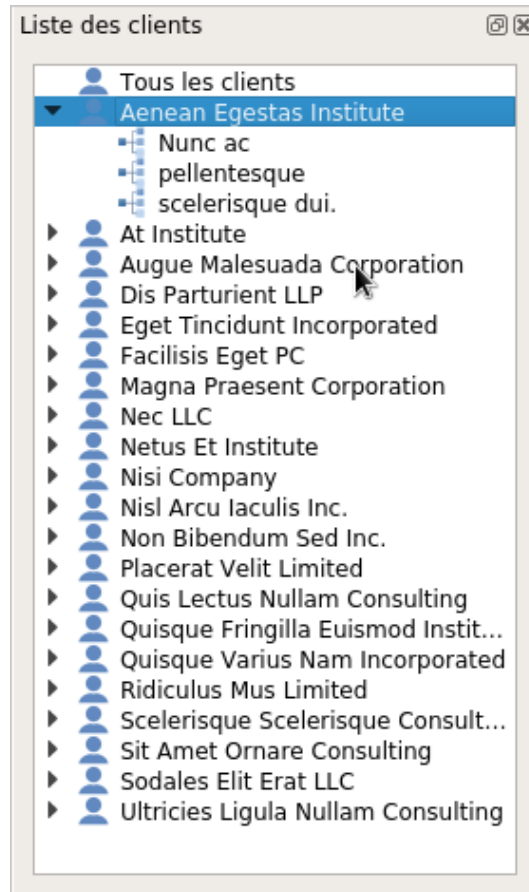 Liste des clients
Tous les clients
Aenean Egestas Institute
Nunc ac
pellentesque
scelerisque dui.
At Institute
Augue Malesuada Corporation
Dis Parturient LLP
Eget Tincidunt Incorporated
Facilisis Eget PC
Magna Praesent Corporation
Nec LLC
Netus Et Institute
Nisi Company
Nisl Arcu Iaculis Inc.
Non Bibendum Sed Inc.
Placerat Velit Limited
Quis Lectus Nullam Consulting
Quisque Fringilla Euismod Instit...
Quisque Varius Nam Incorporated
Ridiculus Mus Limited
Scelerisque Scelerisque Consult...
Sit Amet Ornare Consulting
Sodales Elit Erat LLC
Ultricies Ligula Nullam Consulting